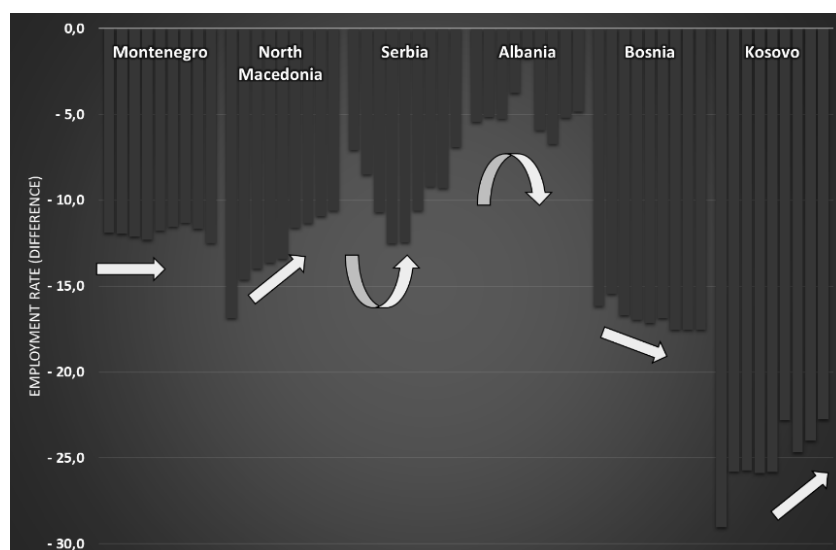 0,0
- 5,0
- 10,0
- 15,0
- 20,0
- 25,0
- 30,0
EMPLOYMENT RATE (DIFFERENCE)
Montenegro
North
Macedonia
Serbia
Albania
Bosnia
Kosovo